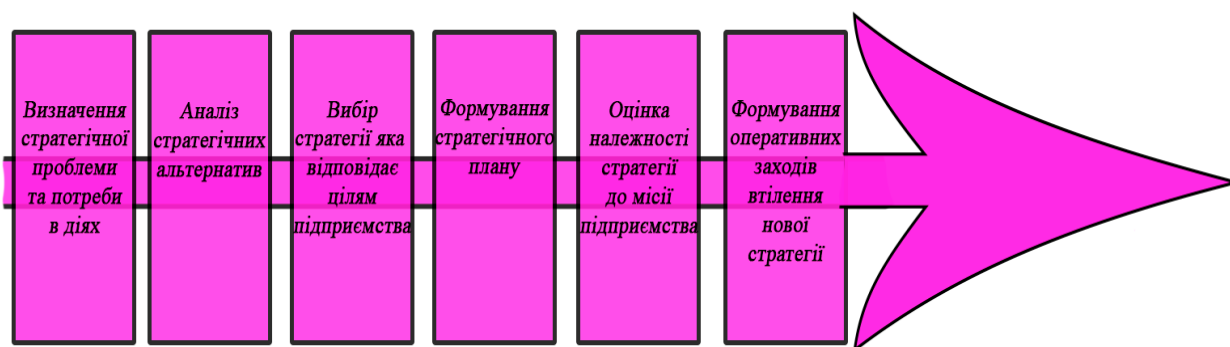 Визначення
стратегічної
проблеми
та потреби
в діях
Аналіз
стратегічних
альтернатив
Вибір
стратегії яка
відповідає
цілям
підприємства
Формування
стратегічного
плану
Оцінка
належності
стратегії
до місії
підприємства
Формування
оперативних
заходів
втілення
нової
стратегії